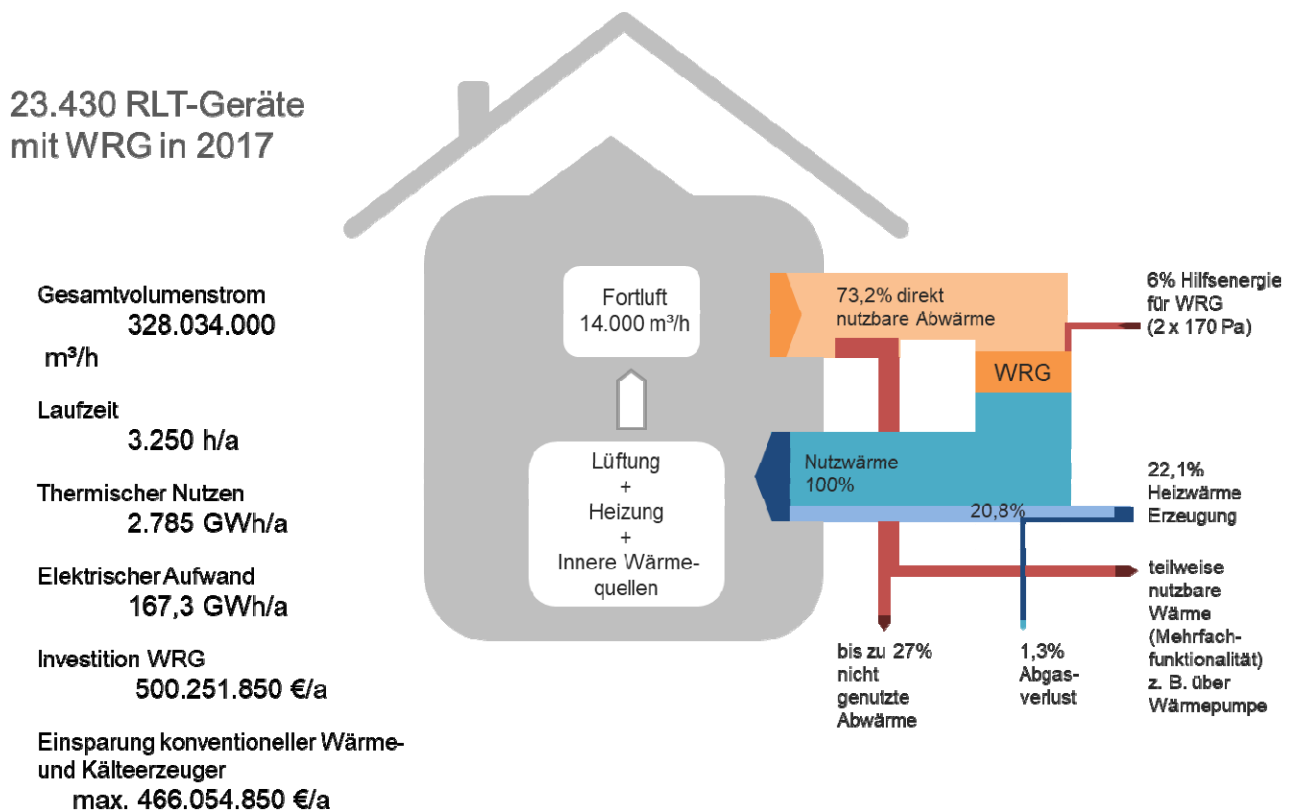 23.430 RLT-Geräte
mit WRG in 2017
Gesamtvolumenstrom
328.034.000
m³/h
Laufzeit
3.250 h/a
Thermischer Nutzen
2.785 GWh/a
Elektrischer Aufwand
167,3 GWh/a
Investition WRG
500.251.850 €/a
Einsparung konventioneller Wärme-
und Kälteerzeuger
max. 466.054.850 €/a
Fortluft
14.000 m³/h
Lüftung
+
Heizung
+
Innere Wärme-
quellen
73,2% direkt
nutzbare Abwärme
WRG
Nutzwärme
100%
20,8%
6% Hilfsenergie
für WRG
(2 x 170 Pa)
22,1%
Heizwärme
Erzeugung
teilweise
nutzbare
Wärme
(Mehrfach-
funktionalität)
z. B. über
Wärmepumpe
bis zu 27%
nicht
genutzte
Abwärme
1,3%
Abgas-
verlust